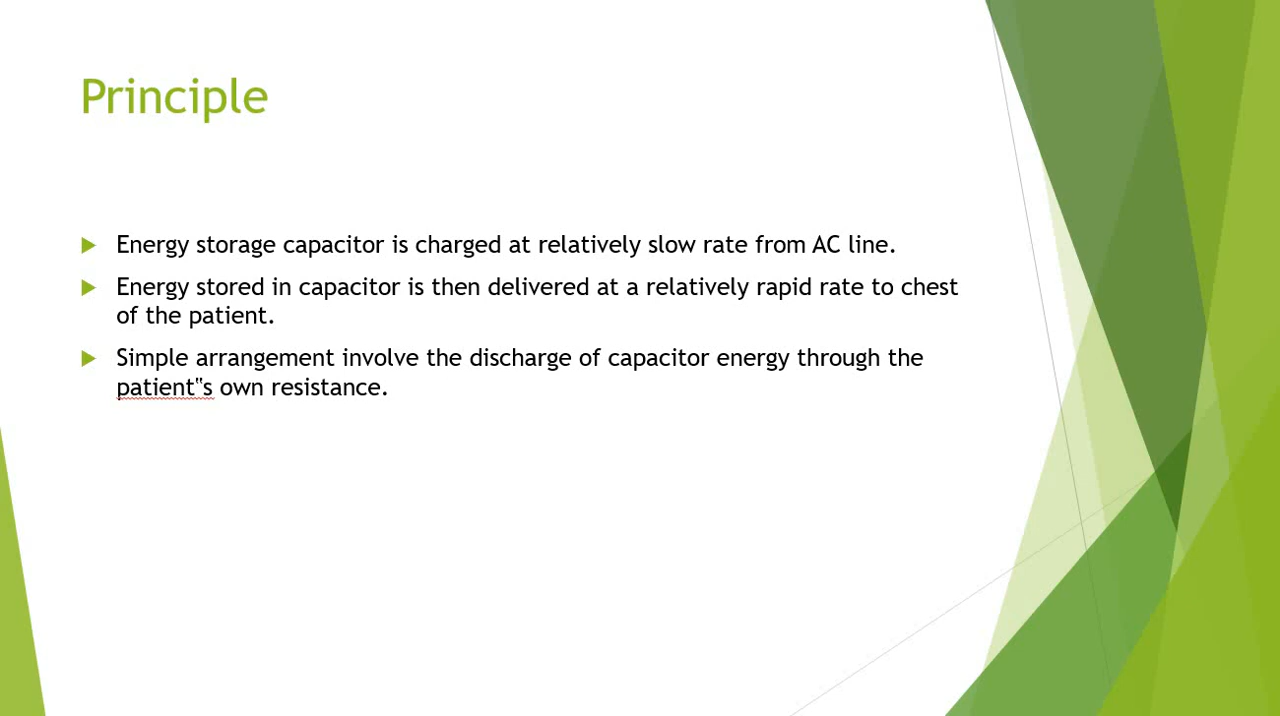 Principle
Energy storage capacitor is charged at relatively slow rate from AC line.
Energy stored in capacitor is then delivered at a relatively rapid rate to chest
of the patient.
Simple arrangement involve the discharge of capacitor energy through the
patient‟s own resistance.